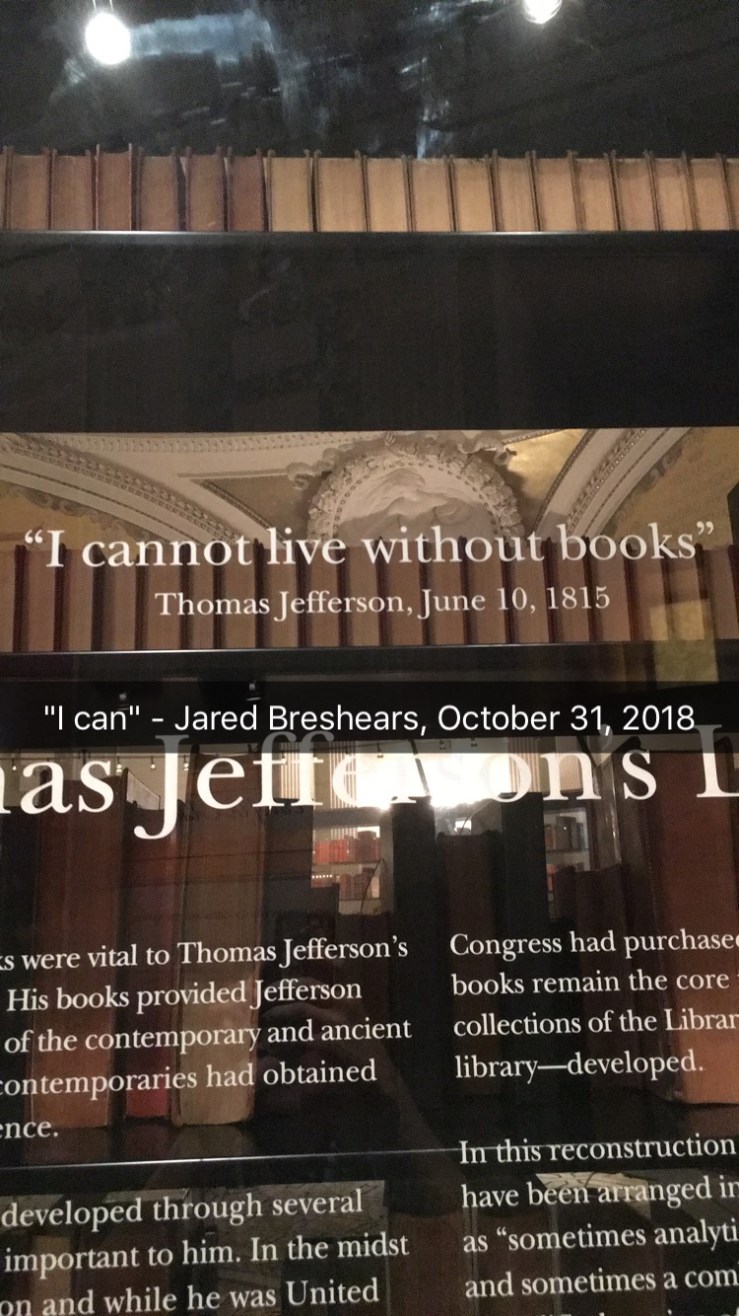 “I cannot live without books”
Thomas Jefferson, June 10, 1815
"I can" - Jared Breshears, October 31, 2018
as Jefferson's L
s were vital to Thomas Jefferson’s
His books provided Jefferson
of the contemporary and ancient
contemporaries had obtained
ence.
developed through several
important to him. In the midst
on and while he was United
Congress had purchased
books remain the core
collections of the Librar
library—developed.
In this reconstruction
have been arranged in
as “sometimes analyti
and sometimes a com